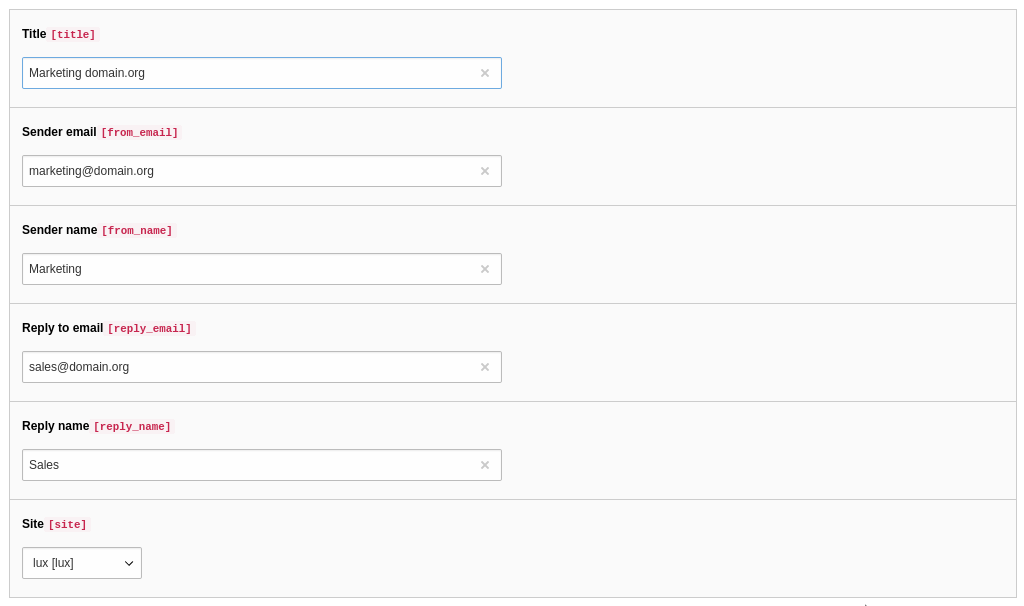 Title [title]
Marketing domain.org
Sender email [from_email]
marketing@domain.org
Sender name [from_name]
Marketing
Reply to email [reply_email]
sales@domain.org
Reply name [reply_name]
Sales
Site [site]
lux [lux]